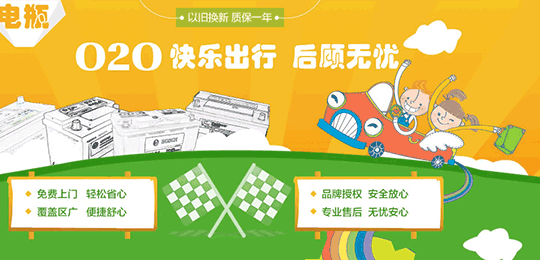 电瓶
以旧换新 质保一年
O2O 快乐出行 后顾无忧
免费上门 轻松省心
覆盖区广 便捷舒心
品牌授权 安全放心
专业售后 无忧安心